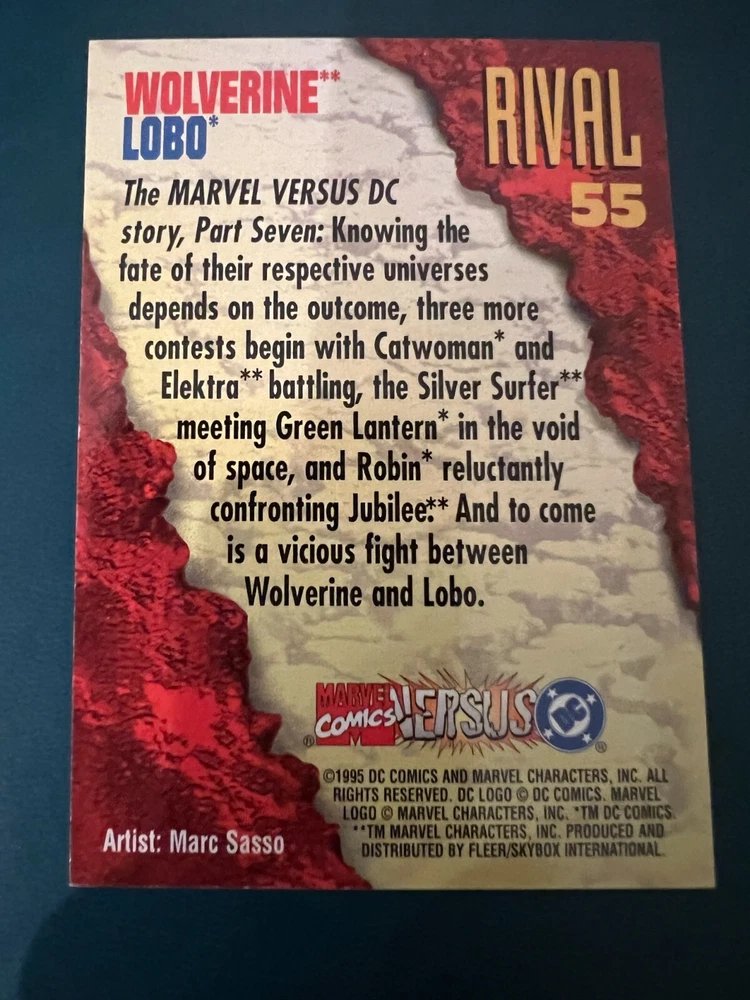 WOLVERINE**
LOBO*
RIVAL
55
The MARVEL VERSUS DC
story, Part Seven: Knowing the
fate of their respective universes
depends on the outcome, three more
contests begin with Catwoman* and
Elektra** battling, the Silver Surfer**
meeting Green Lantern* in the void
of space, and Robin* reluctantly
confronting Jubilee.** And to come
is a vicious fight between
Wolverine and Lobo.
MARVEL
COMICS
VERSUS
DC
® ®
©1995 DC COMICS AND MARVEL CHARACTERS, INC. ALL
RIGHTS RESERVED. DC LOGO © DC COMICS. MARVEL
LOGO © MARVEL CHARACTERS, INC. *TM DC COMICS.
**TM MARVEL CHARACTERS, INC. PRODUCED AND
DISTRIBUTED BY FLEER/SKYBOX INTERNATIONAL.
Artist: Marc Sasso